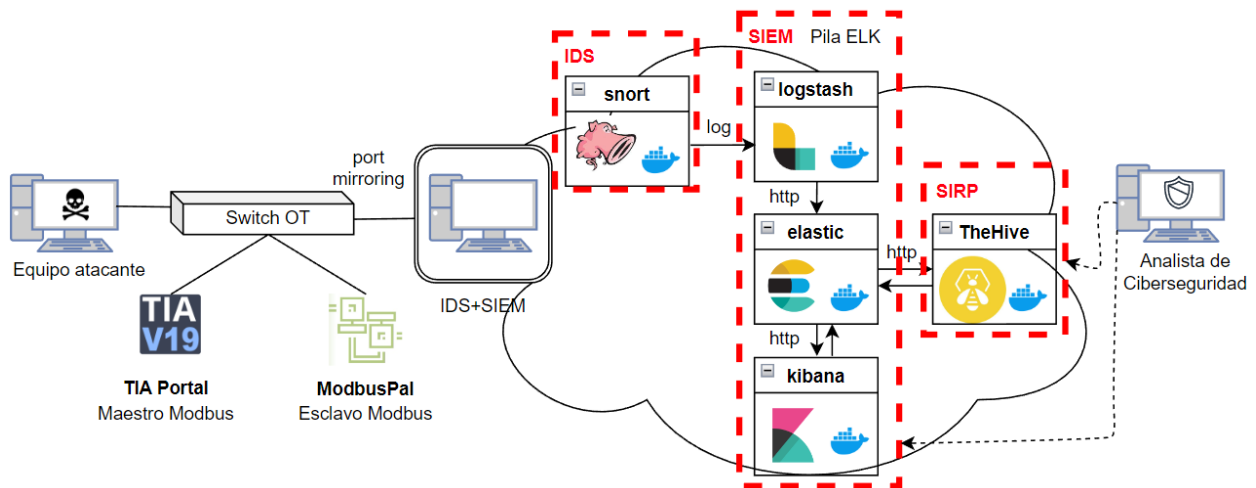 SIEM Pila ELK
IDS
snort
logstash
log
http
port
mirroring
SIRP
Switch OT
elastic
http
TheHive
Equipo atacante
IDS+SIEM
Analista de
Ciberseguridad
TIA
V19
http
kibana
TIA Portal
Maestro Modbus
ModbusPal
Esclavo Modbus